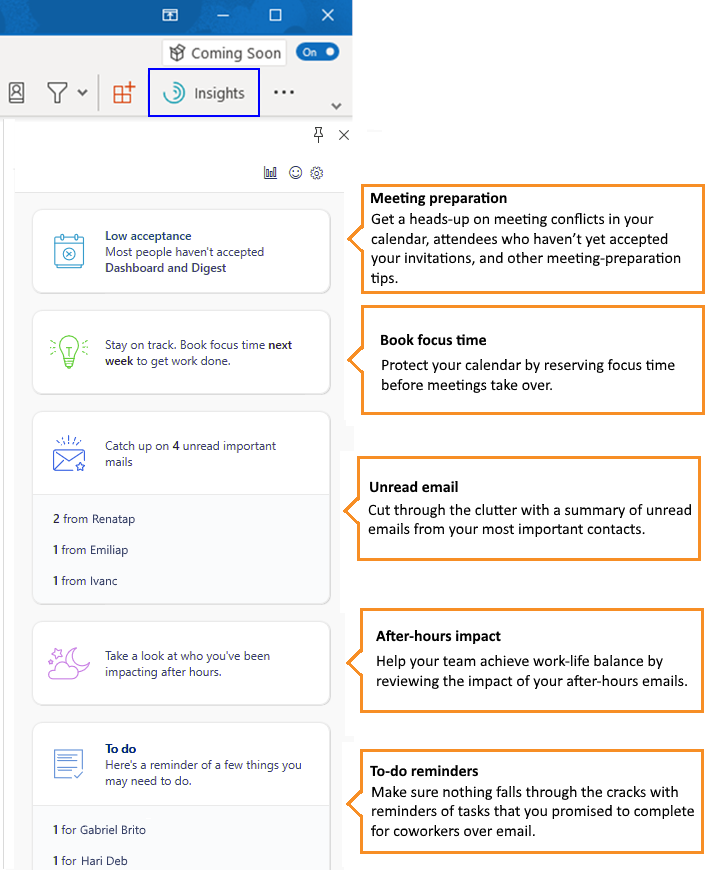 Coming Soon
On
Insights
Low acceptance
Most people haven't accepted
Dashboard and Digest
Meeting preparation
Get a heads-up on meeting conflicts in your
calendar, attendees who haven’t yet accepted
your invitations, and other meeting-preparation
tips.
Stay on track. Book focus time next
week to get work done.
Book focus time
Protect your calendar by reserving focus time
before meetings take over.
Catch up on 4 unread important
mails
2 from Renatap
1 from Emiliap
1 from Ivanc
Unread email
Cut through the clutter with a summary of unread
emails from your most important contacts.
Take a look at who you've been
impacting after hours.
After-hours impact
Help your team achieve work-life balance by
reviewing the impact of your after-hours emails.
To do
Here's a reminder of a few things you
may need to do.
1 for Gabriel Brito
1 for Hari Deb
To-do reminders
Make sure nothing falls through the cracks with
reminders of tasks that you promised to complete
for coworkers over email.